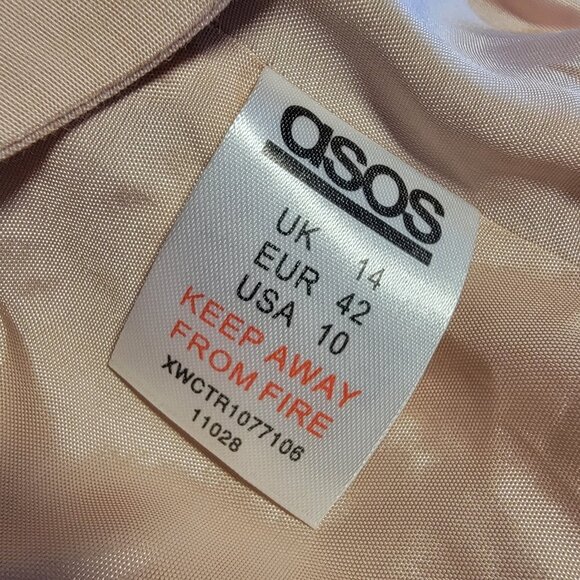 asos
UK 14
EUR 42
USA 10
KEEP AWAY
FROM FIRE
XWCTR1077106
11028